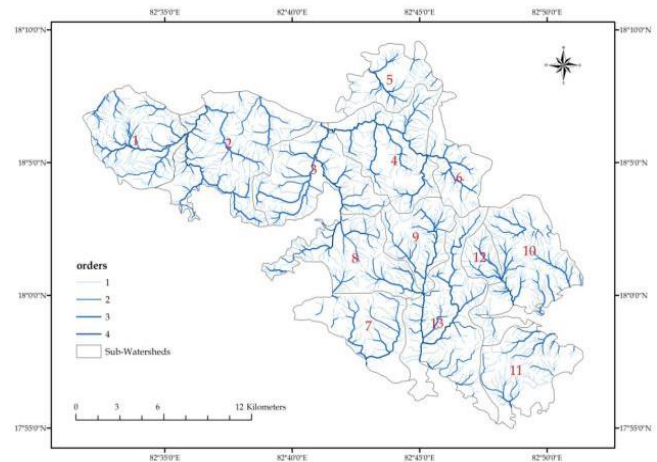 82°35'0"E 82°40'0"E 82°45'0"E 82°50'0"E
18°10'0"N 18°10'0"N
5
1 2 3 4 6
18°5'0"N 18°5'0"N
9 8 12 10
orders
1
2
3
4
Sub-Watersheds
18°0'0"N 18°0'0"N
7 13 11
0 3 6 12 Kilometers
17°55'0"N 17°55'0"N
82°35'0"E 82°40'0"E 82°45'0"E 82°50'0"E